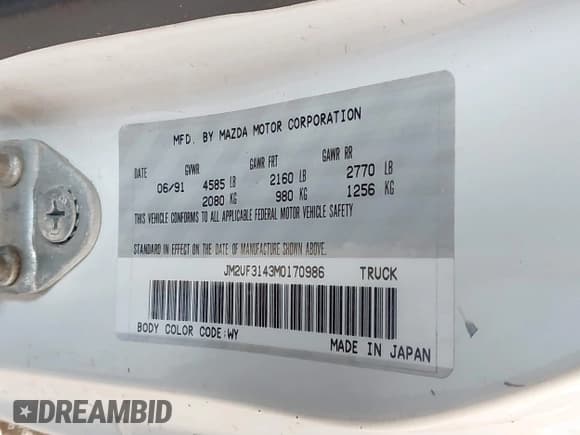 MFD. BY MAZDA MOTOR CORPORATION
DATE GVWR GAWR FRT GAWR RR
06/91 4585 LB 2160 LB 2770 LB
2080 KG 980 KG 1256 KG
THIS VEHICLE CONFORMS TO ALL APPLICABLE FEDERAL MOTOR VEHICLE SAFETY
STANDARD IN EFFECT ON THE DATE OF MANUFACTURE SHOWN ABOVE.
JM2UF3143M0170986 TRUCK
BODY COLOR CODE:WY
MADE IN JAPAN
DREAMBID